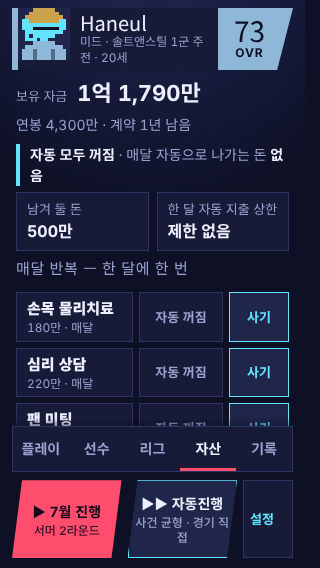 Haneul
미드 · 솔트앤스틸 1군 주
전 · 20세
73
OVR
보유 자금 1억 1,790만
연봉 4,300만 · 계약 1년 남음
자동 모두 꺼짐 · 매달 자동으로 나가는 돈 없
음
남겨 둘 돈
500만
한 달 자동 지출 상한
제한 없음
매달 반복 — 한 달에 한 번
손목 물리치료
180만 · 매달
자동 꺼짐
사기
심리 상담
220만 · 매달
자동 꺼짐
사기
팬 미팅
플레이 선수 리그 자산 기록
▶ 7월 진행
서머 2라운드
▶▶ 자동진행
사건 균형 · 경기 직
접
설정